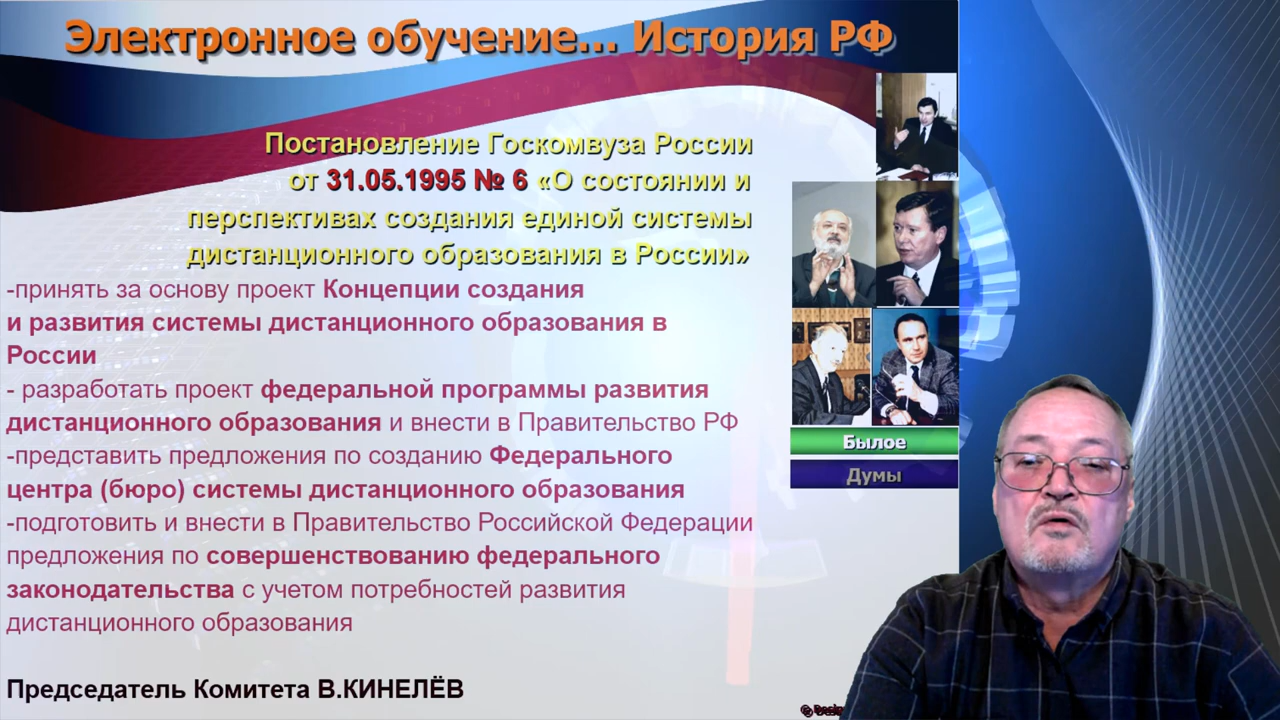 Электронное обучение... История РФ
Постановление Госкомвуза России
от 31.05.1995 № 6 «О состоянии и
перспективах создания единой системы
дистанционного образования в России»
-принять за основу проект Концепции создания
и развития системы дистанционного образования в
России
- разработать проект федеральной программы развития
дистанционного образования и внести в Правительство РФ
-представить предложения по созданию Федерального
центра (бюро) системы дистанционного образования
-подготовить и внести в Правительство Российской Федерации
предложения по совершенствованию федерального
законодательства с учетом потребностей развития
дистанционного образования
Председатель Комитета В.КИНЕЛЁВ
Былое
Думы